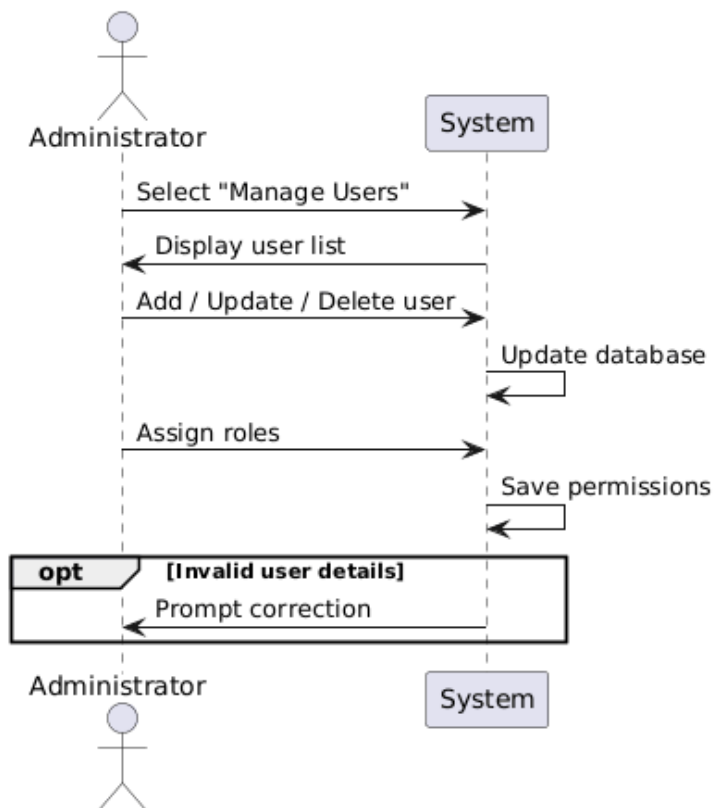 Administrator
System
Select "Manage Users"
Display user list
Add / Update / Delete user
Update database
Assign roles
Save permissions
opt [Invalid user details]
Prompt correction
Administrator
System